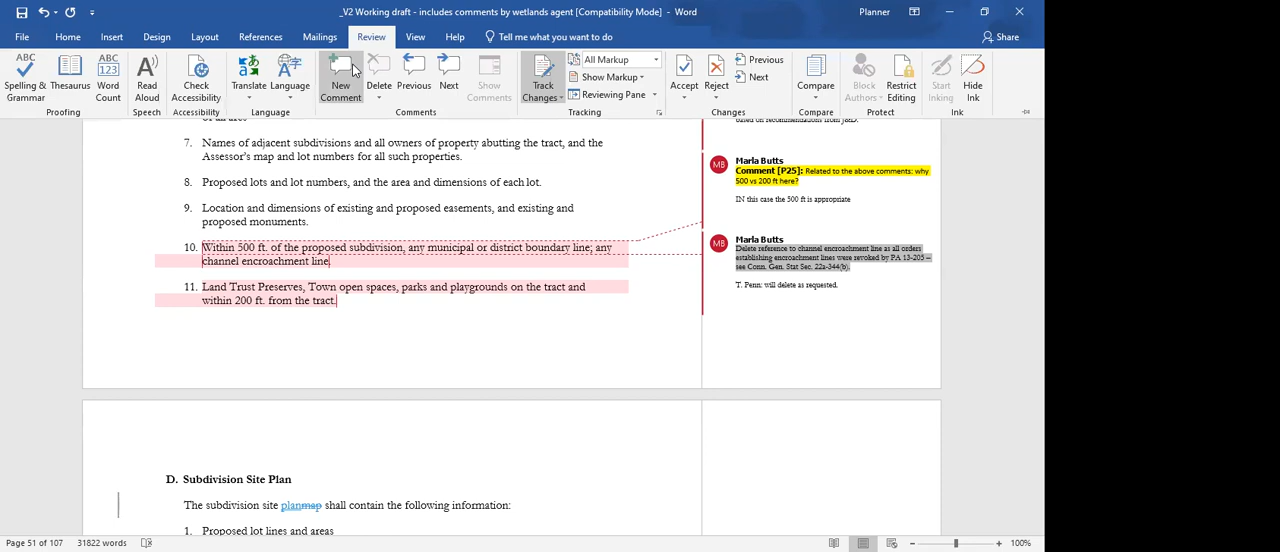 _V2 Working draft - includes comments by wetlands agent [Compatibility Mode] - Word
Planner
File Home Insert Design Layout References Mailings Review View Help Tell me what you want to do Share
ABC
Spelling &
Grammar
Thesaurus
ABC
123
Word
Count
Proofing
Read
Aloud
Speech
Check
Accessibility
Accessibility
Translate
Language
Language
New
Comment
Delete
Previous
Next
Show
Comments
Comments
Track
Changes
All Markup
Show Markup
Reviewing Pane
Tracking
Accept
Reject
Previous
Next
Changes
Compare
Compare
Block
Authors
Restrict
Editing
Protect
Start
Inking
Hide
Ink
Ink
7. Names of adjacent subdivisions and all owners of property abutting the tract, and the
Assessor's map and lot numbers for all such properties.
8. Proposed lots and lot numbers, and the area and dimensions of each lot.
9. Location and dimensions of existing and proposed easements, and existing and
proposed monuments.
10. Within 500 ft. of the proposed subdivision, any municipal or district boundary line; any
channel encroachment line
11. Land Trust Preserves, Town open spaces, parks and playgrounds on the tract and
within 200 ft. from the tract.
based on recommendations from J&D.
MB
Marla Butts
Comment [P25]: Related to the above comments: why
500 vs 200 ft here?
IN this case the 500 ft is appropriate
MB
Marla Butts
Delete reference to channel encroachment line as all orders
establishing encroachment lines were revoked by PA 13-205 –
see Conn. Gen. Stat Sec. 22a-344(b).
T. Penn: will delete as requested.
D. Subdivision Site Plan
The subdivision site planmap shall contain the following information:
1. Proposed lot lines and areas
Page 51 of 107 31822 words
100%